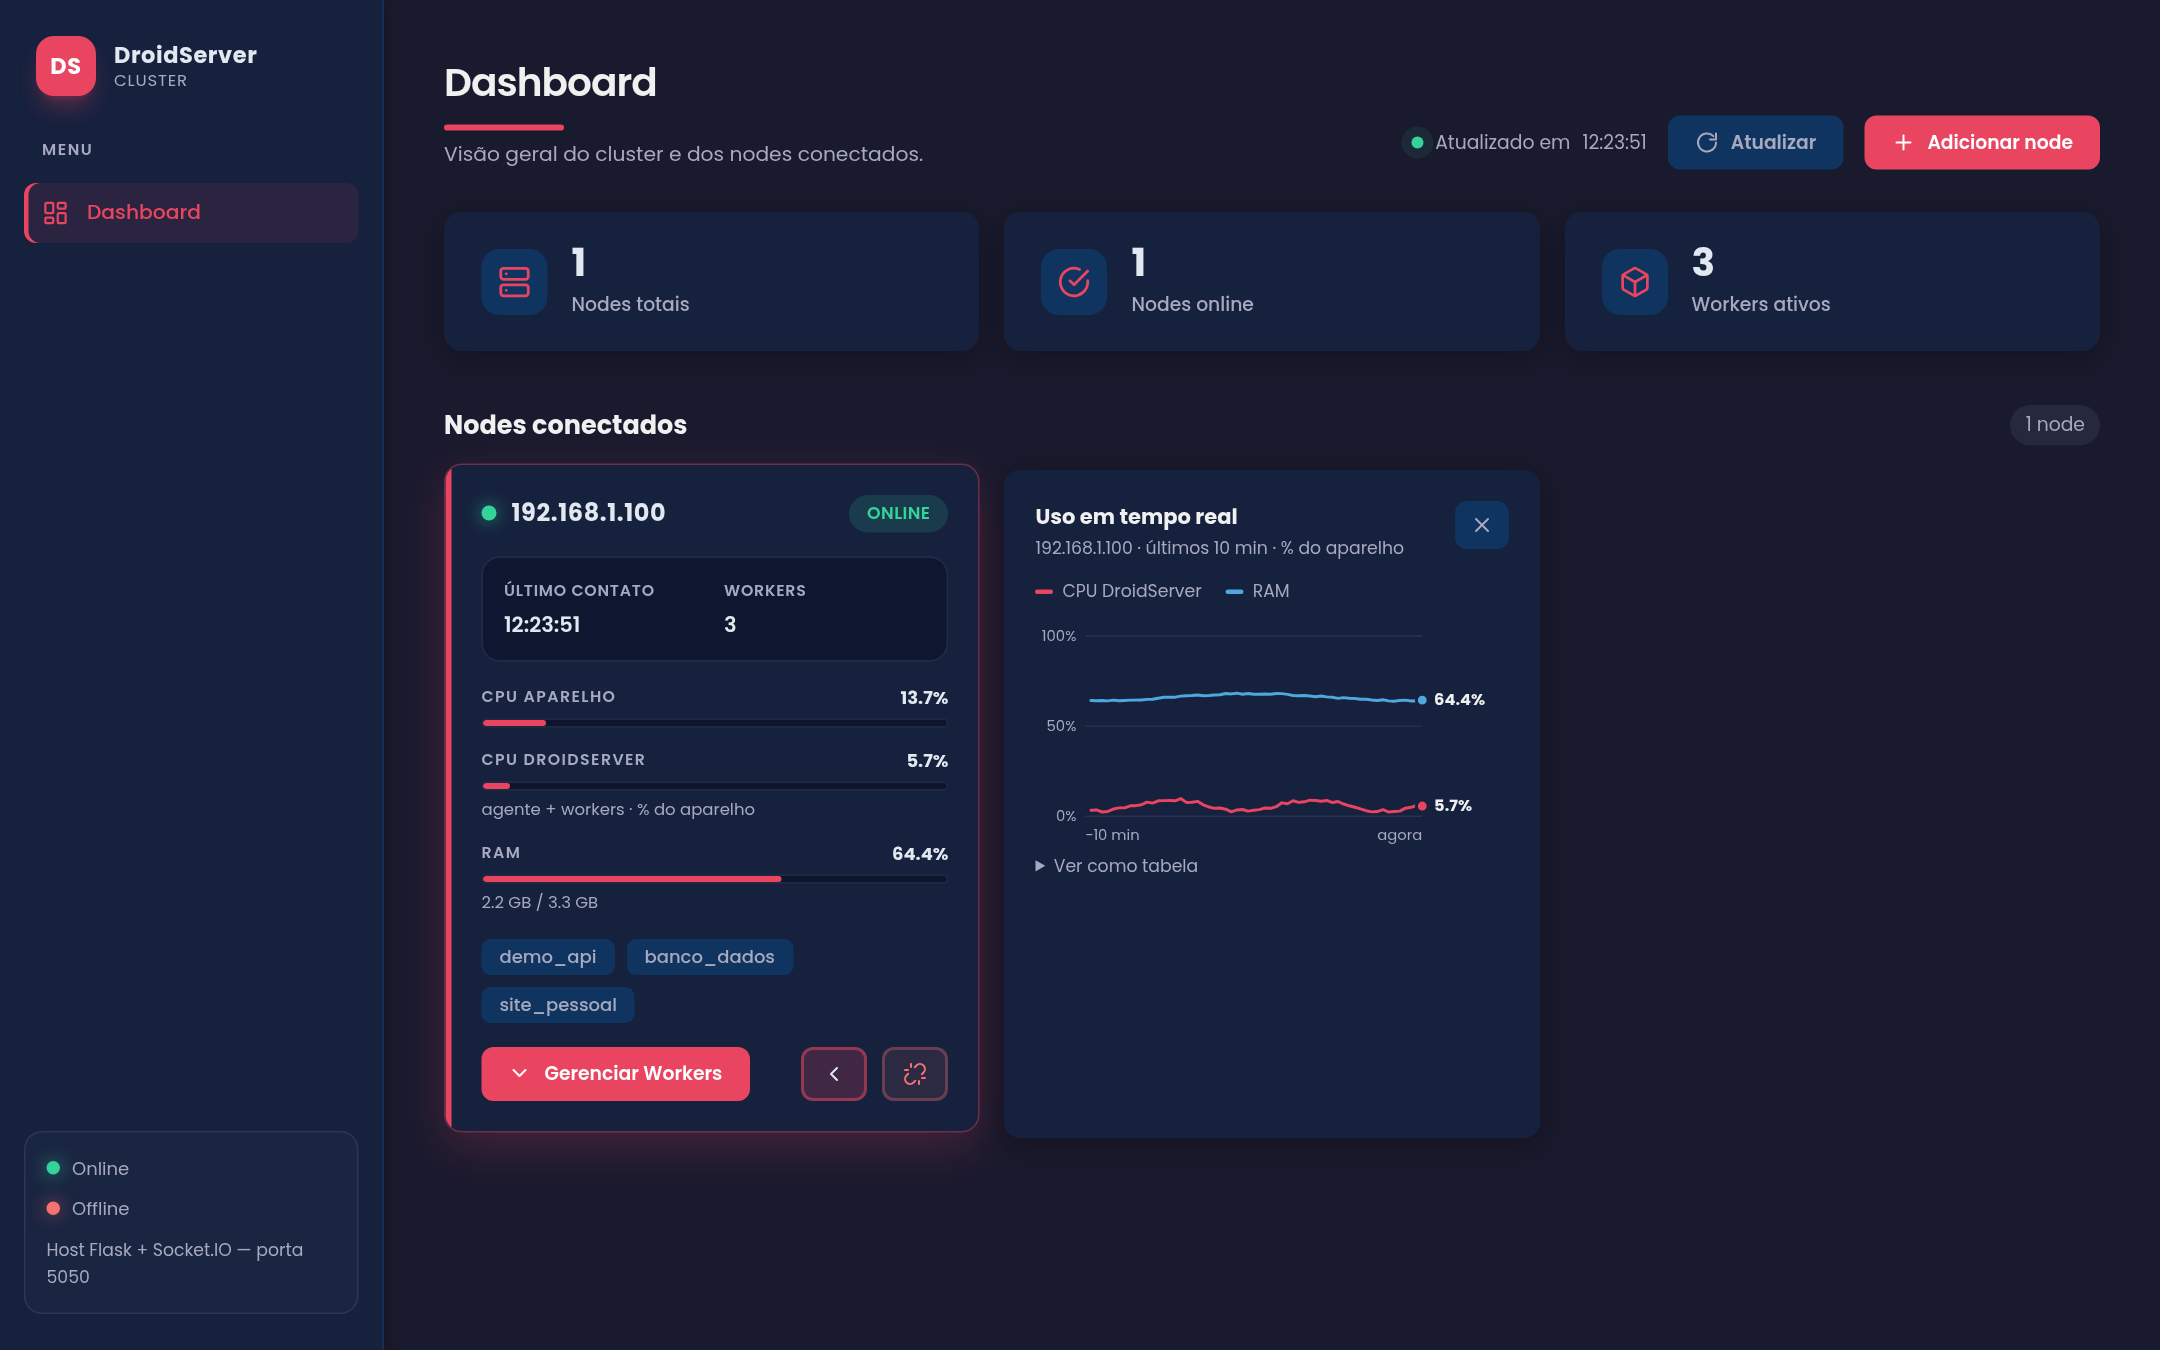 DS
DroidServer
CLUSTER
MENU
Dashboard
Online
Offline
Host Flask + Socket.IO — porta
5050
Dashboard
Visão geral do cluster e dos nodes conectados.
Atualizado em 12:23:51
Atualizar
Adicionar node
1
Nodes totais
1
Nodes online
3
Workers ativos
Nodes conectados
1 node
192.168.1.100
ONLINE
ÚLTIMO CONTATO
WORKERS
12:23:51
3
CPU APARELHO
13.7%
CPU DROIDSERVER
5.7%
agente + workers · % do aparelho
RAM
64.4%
2.2 GB / 3.3 GB
demo_api
banco_dados
site_pessoal
Gerenciar Workers
Uso em tempo real
192.168.1.100 · últimos 10 min · % do aparelho
CPU DroidServer
RAM
100%
64.4%
50%
5.7%
0%
-10 min
agora
Ver como tabela